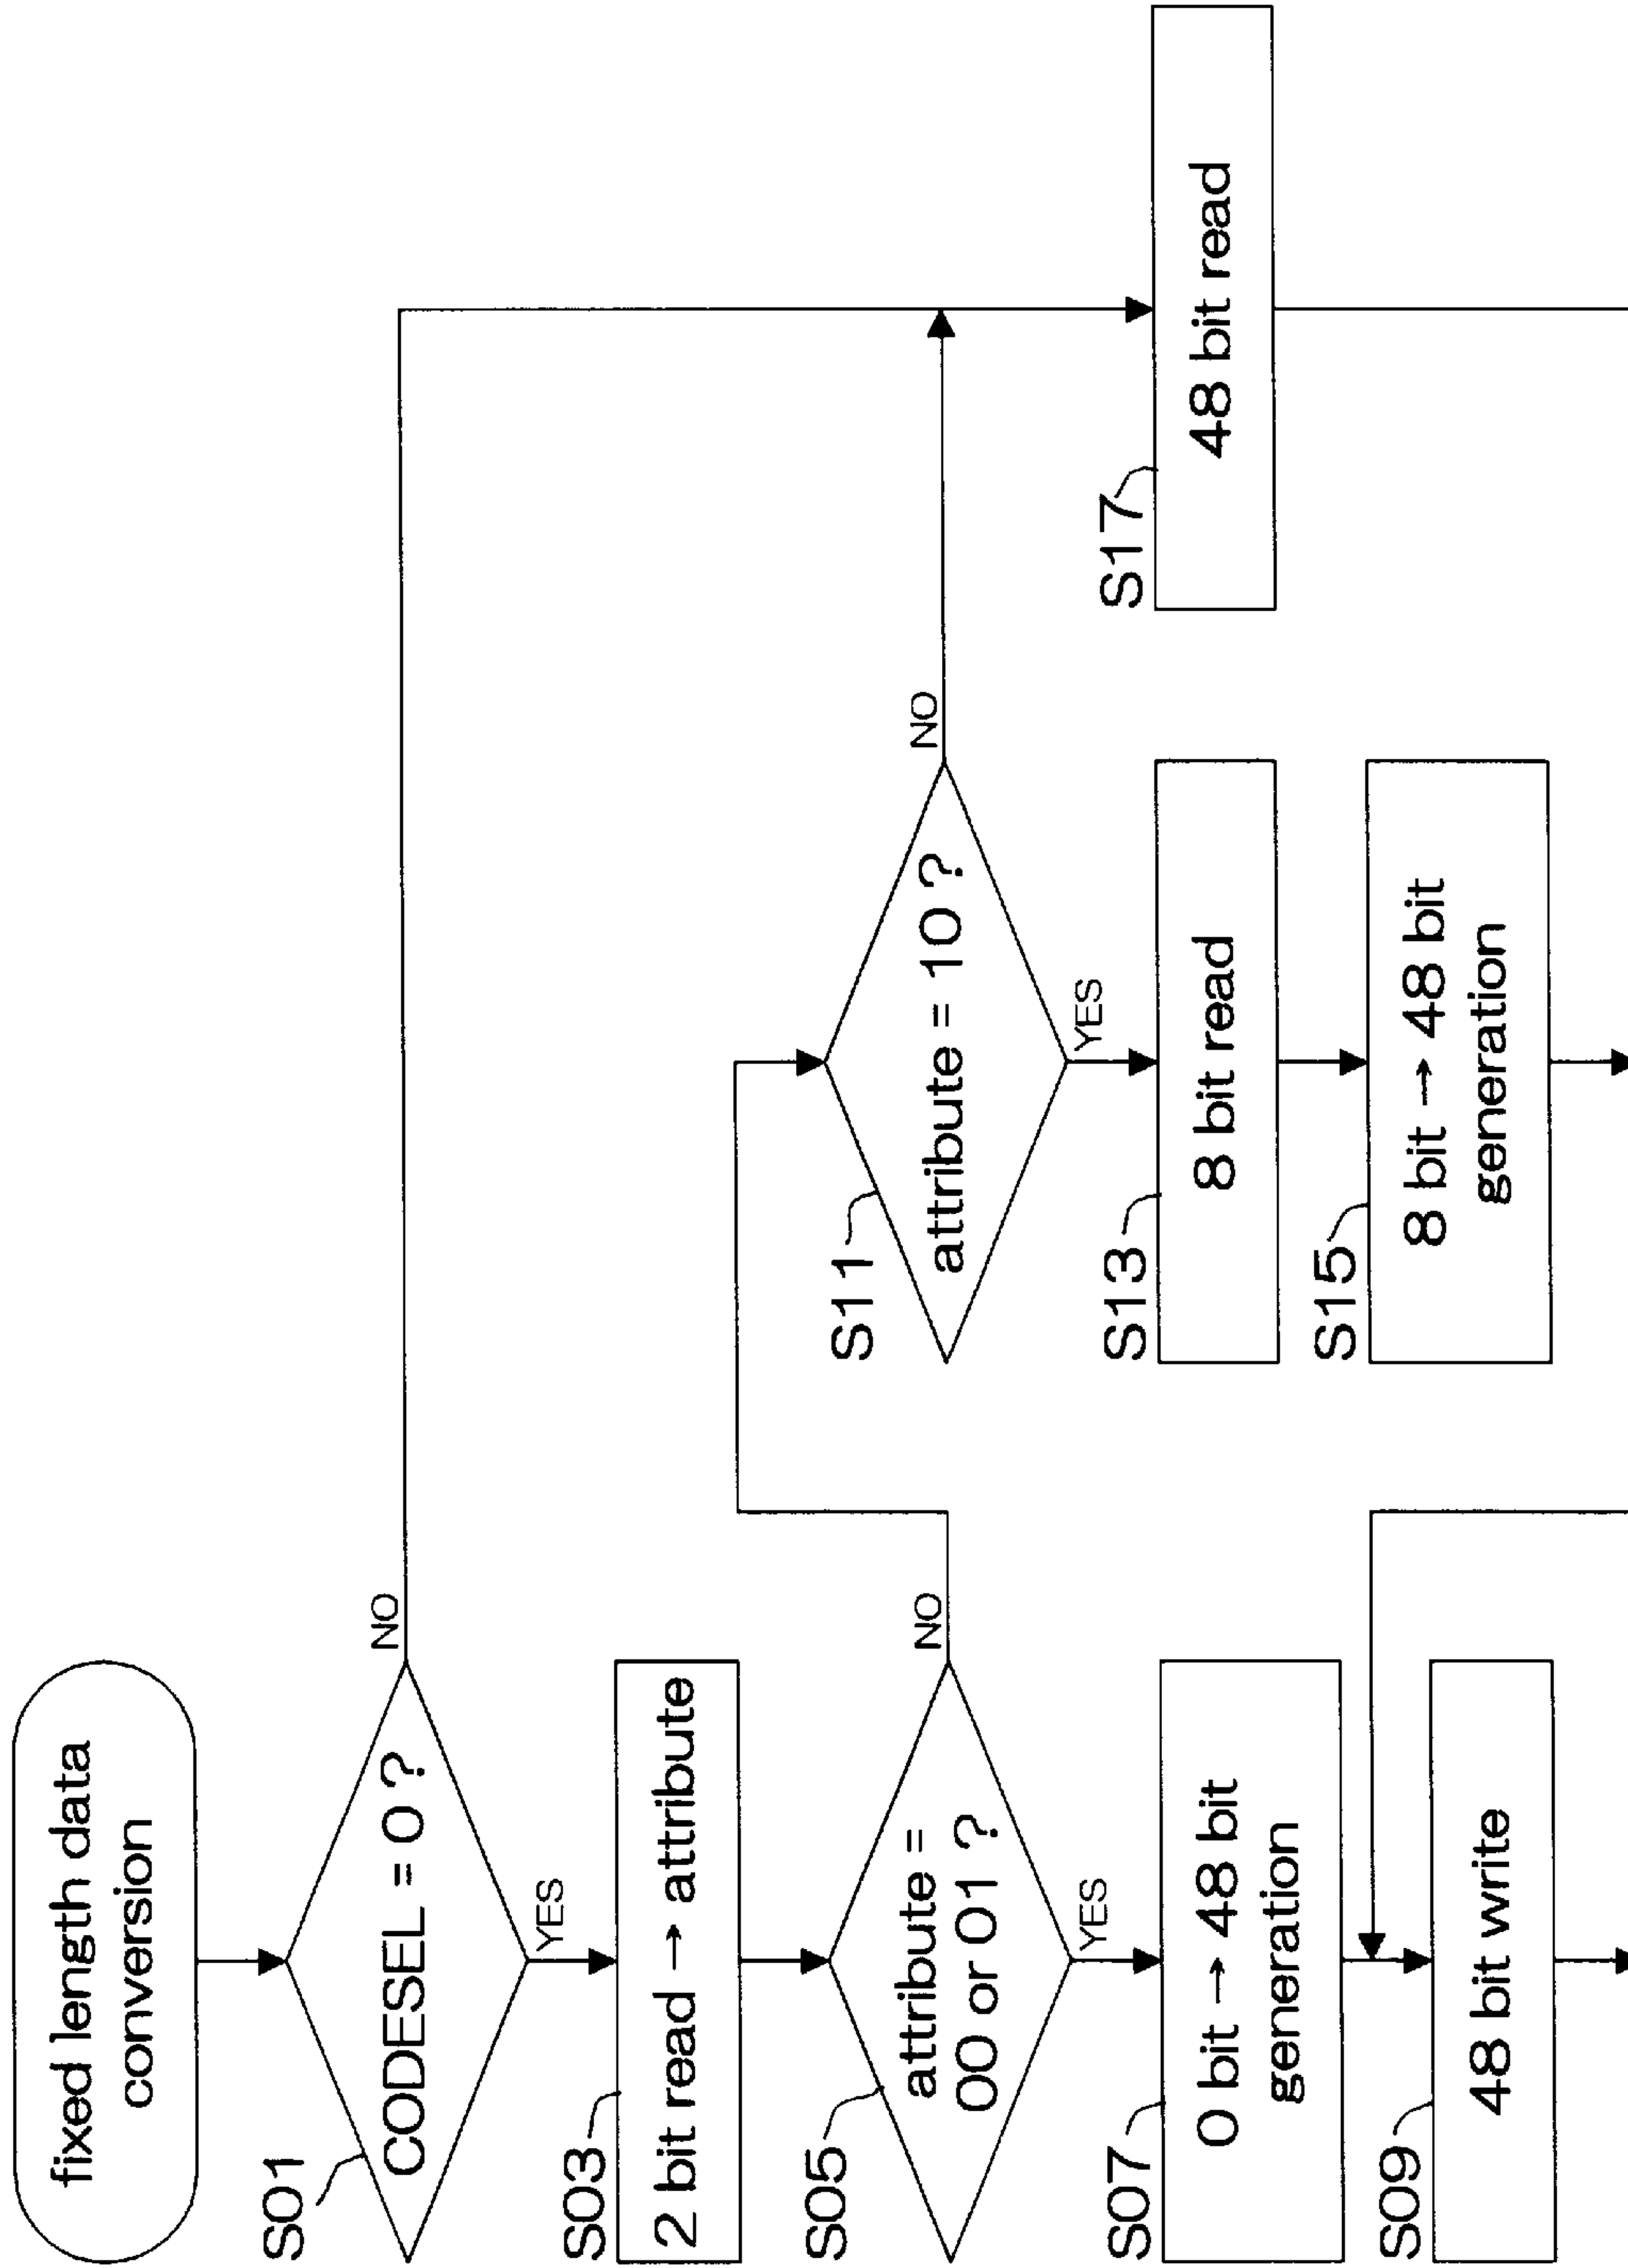 fixed length data
conversion
S01
CODESEL = 0 ?
NO
YES
S03
2 bit read → attribute
S05
attribute =
00 or 01 ?
NO
YES
S07
0 bit → 48 bit
generation
S09
48 bit write
S11
attribute = 10 ?
NO
YES
S13
8 bit read
S15
8 bit → 48 bit
generation
S17
48 bit read